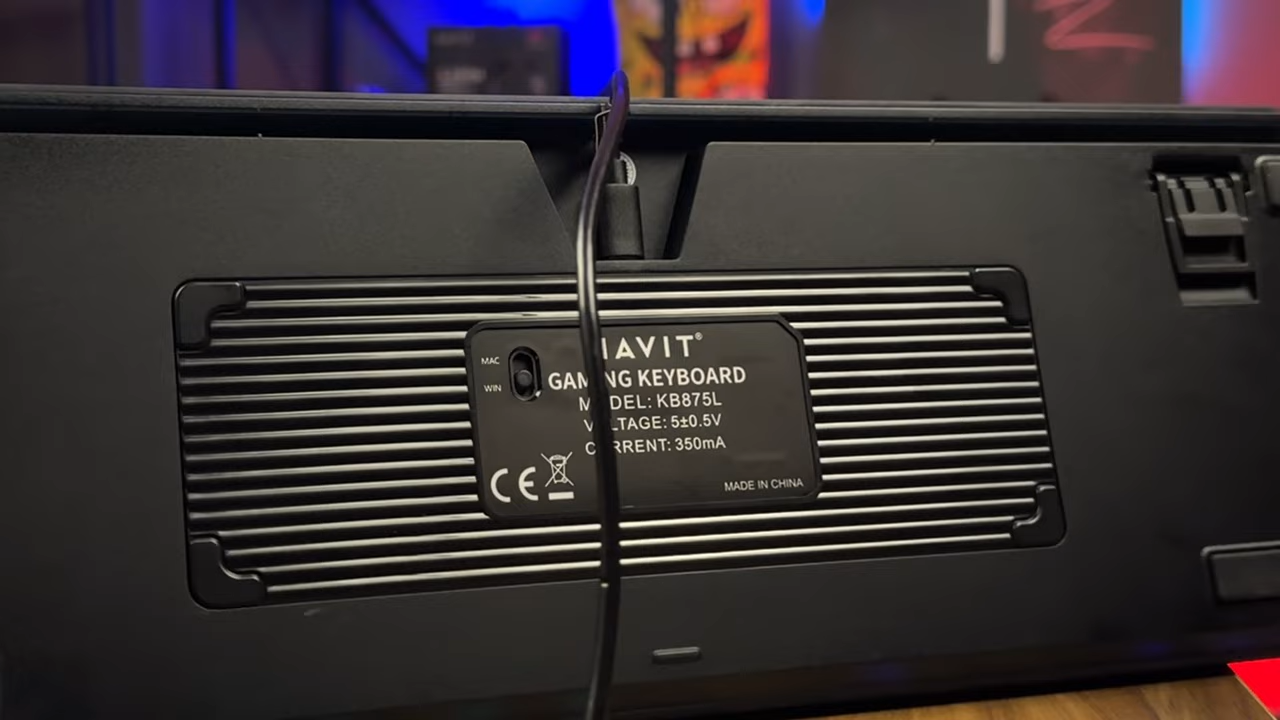 HAVIT®
MAC
WIN
GAMING KEYBOARD
MODEL: KB875L
VOLTAGE: 5±0.5V
CURRENT: 350mA
CE
MADE IN CHINA